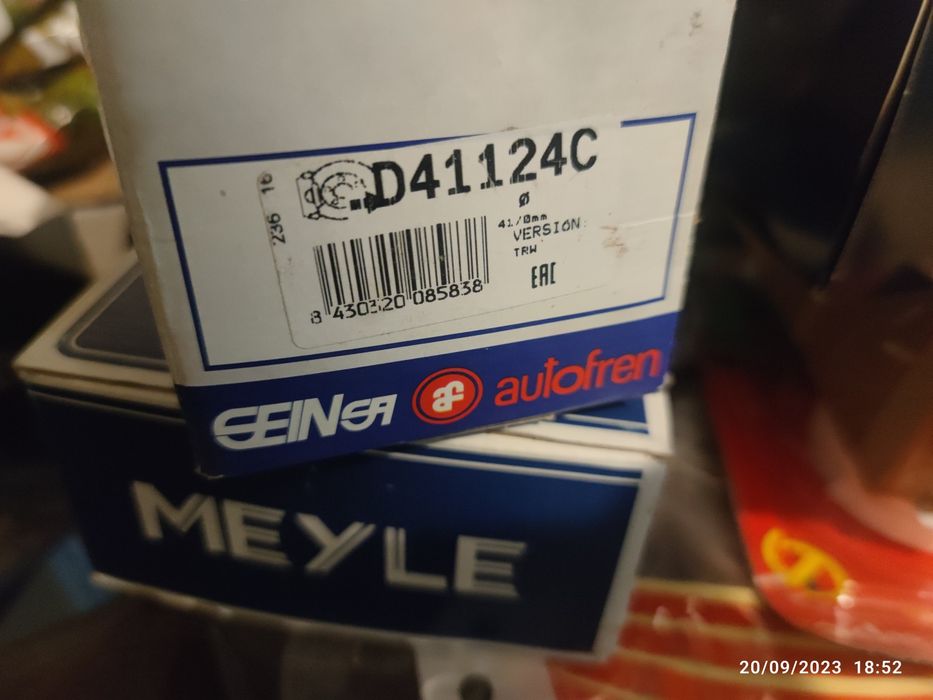 D41124C
236 16
Ø
41/0mm
VERSION:
TRW
EAC
8 430320 085838
SEINSA af autofren
MEYLE
20/09/2023 18:52